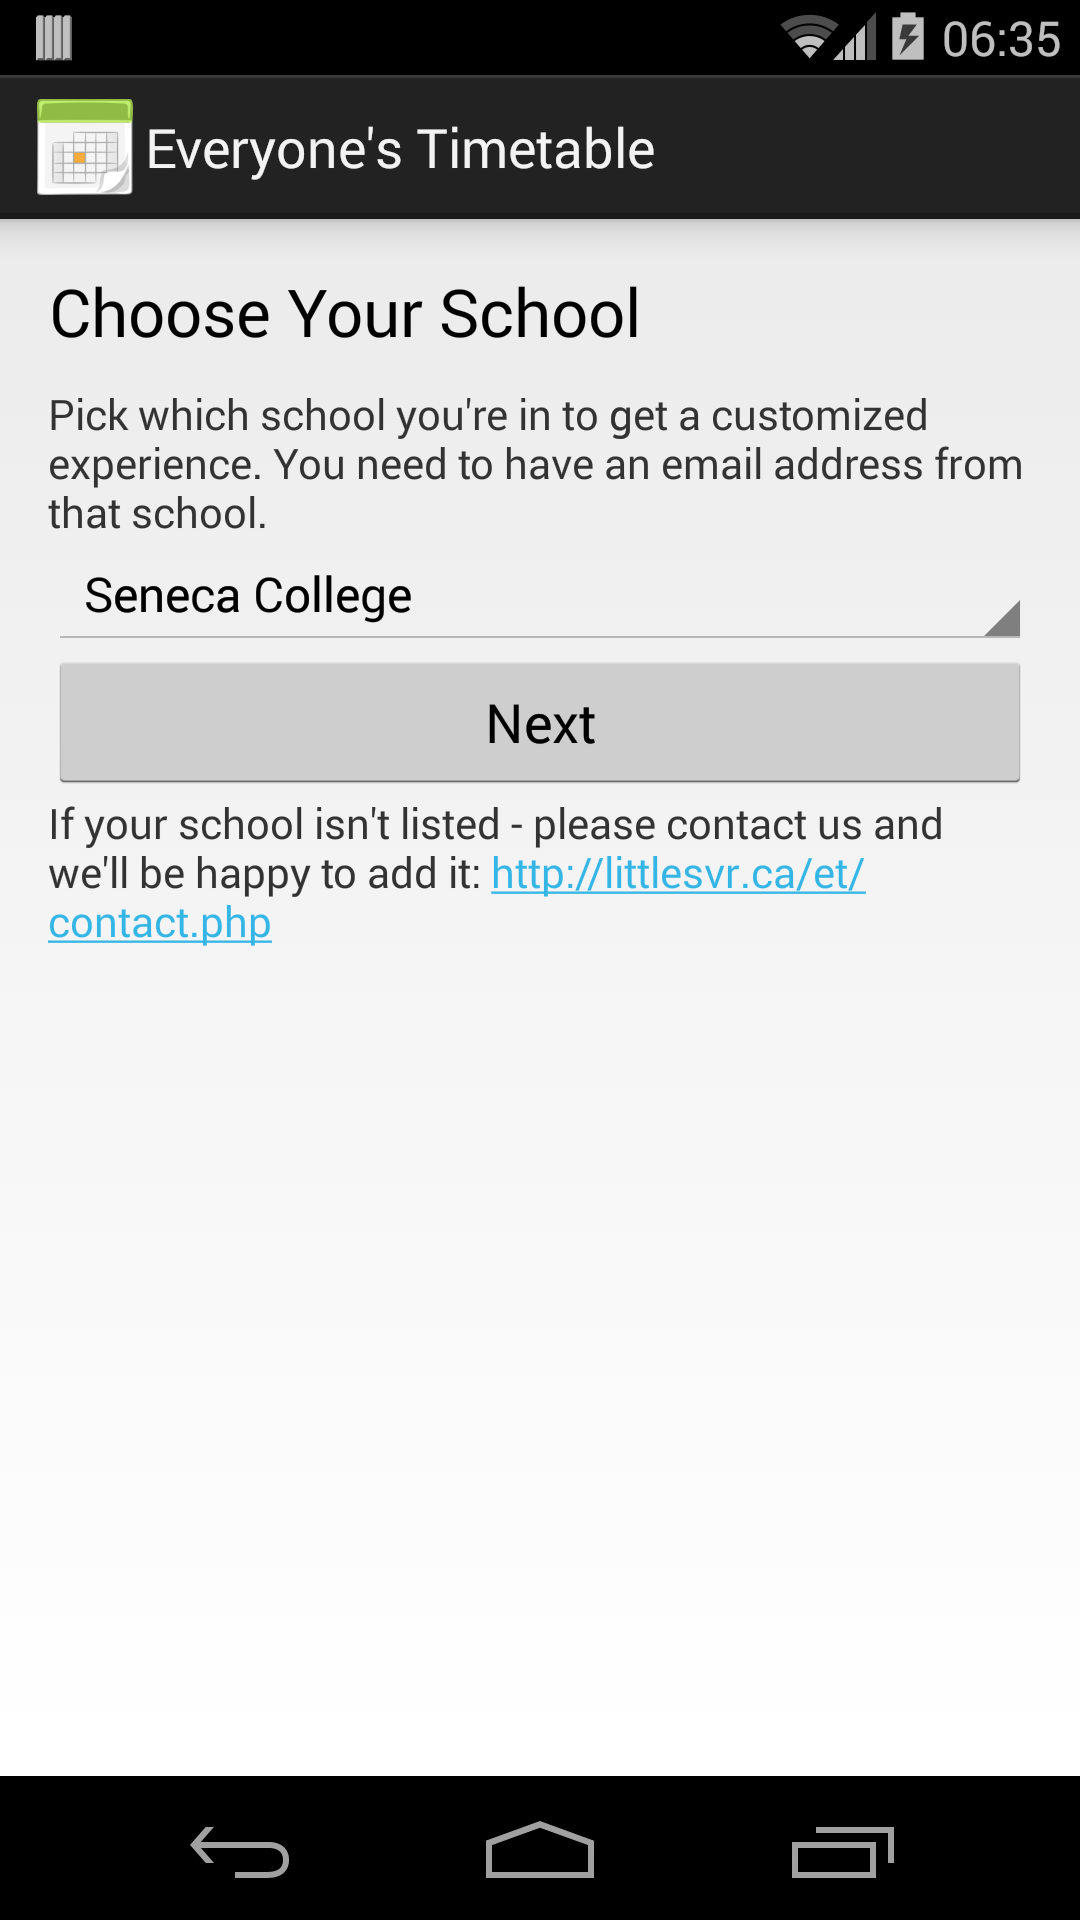 06:35
Everyone's Timetable
Choose Your School
Pick which school you're in to get a customized
experience. You need to have an email address from
that school.
Seneca College
Next
If your school isn't listed - please contact us and
we'll be happy to add it: http://littlesvr.ca/et/
contact.php